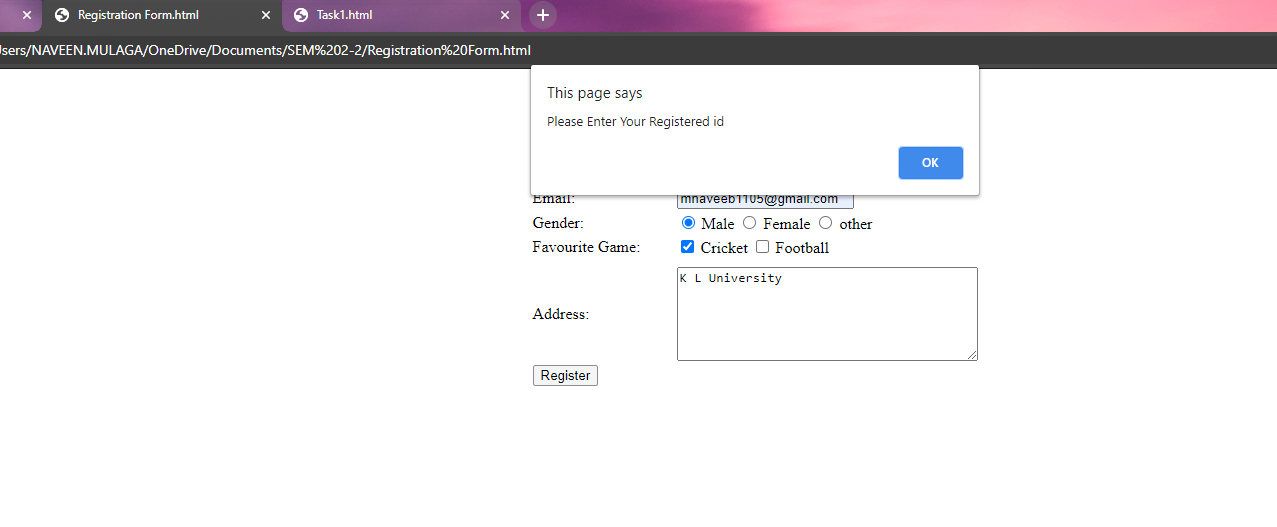 Registration Form.html Task1.html
sers/NAVEEN.MULAGA/OneDrive/Documents/SEM%202-2/Registration%20Form.html
This page says
Please Enter Your Registered id
OK
Email: mnaveeb1105@gmail.com
Gender: Male Female other
Favourite Game: Cricket Football
K L University
Address:
Register